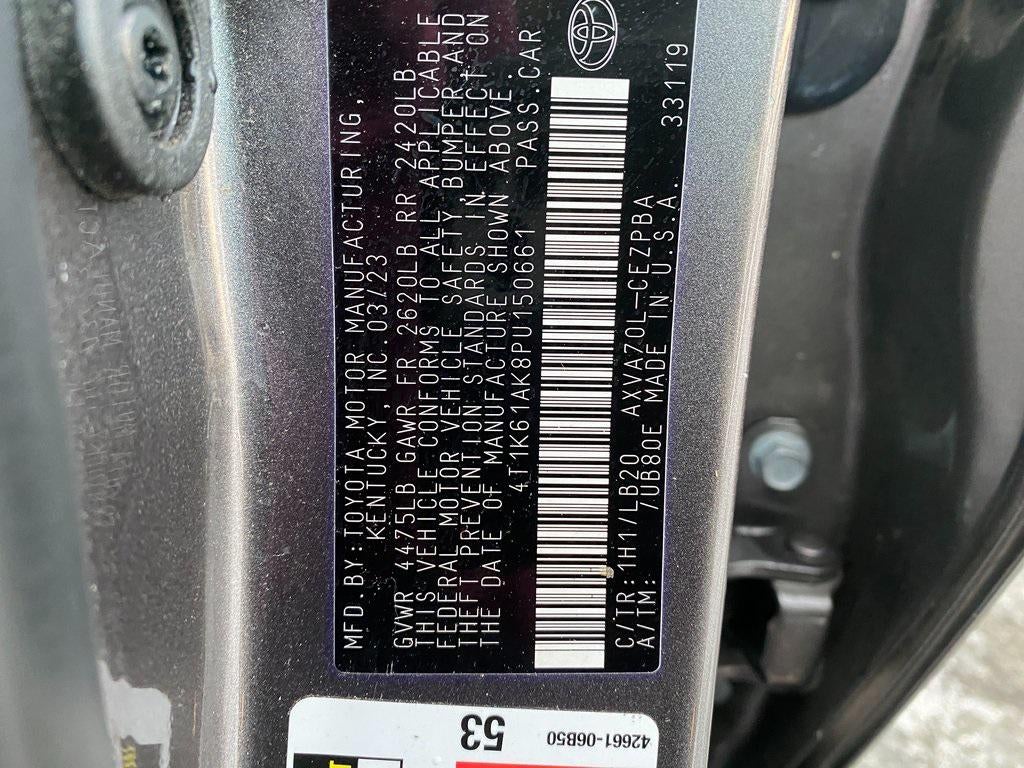 MFD.BY:TOYOTA MOTOR MANUFACTURING,
KENTUCKY, INC. 03/23
GVWR 4475LB GAWR FR 2620LB RR 2420LB
THIS VEHICLE CONFORMS TO ALL APPLICABLE
FEDERAL MOTOR VEHICLE SAFETY BUMPER,AND
THEFT PREVENTION STANDARDS IN EFFECT ON
THE DATE OF MANUFACTURE SHOWN ABOVE.
4T1K61AK8PU150661 PASS.CAR
C/TR:1H1/LB20 AXVA70L-CEZPBA 33119
A/TM: /UB80E MADE IN U.S.A.
53
42661-06B50